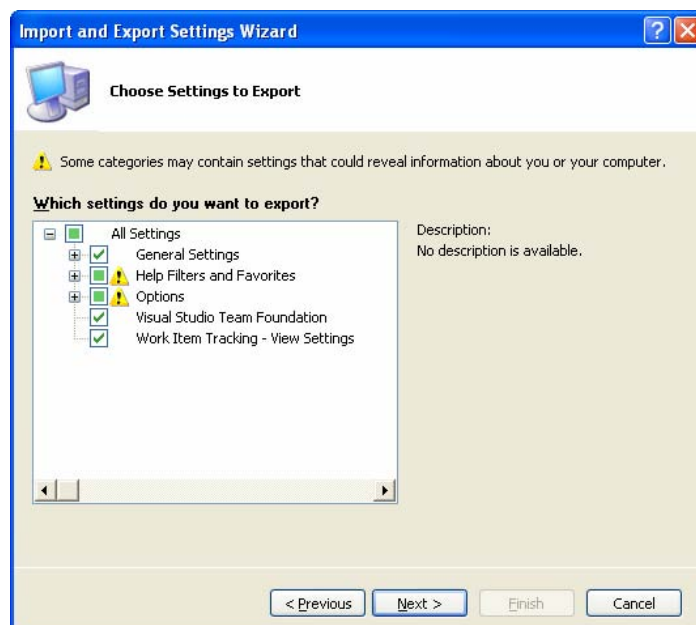 Import and Export Settings Wizard
Choose Settings to Export
Some categories may contain settings that could reveal information about you or your computer.
Which settings do you want to export?
All Settings
General Settings
Help Filters and Favorites
Options
Visual Studio Team Foundation
Work Item Tracking - View Settings
Description:
No description is available.
< Previous
Next >
Finish
Cancel